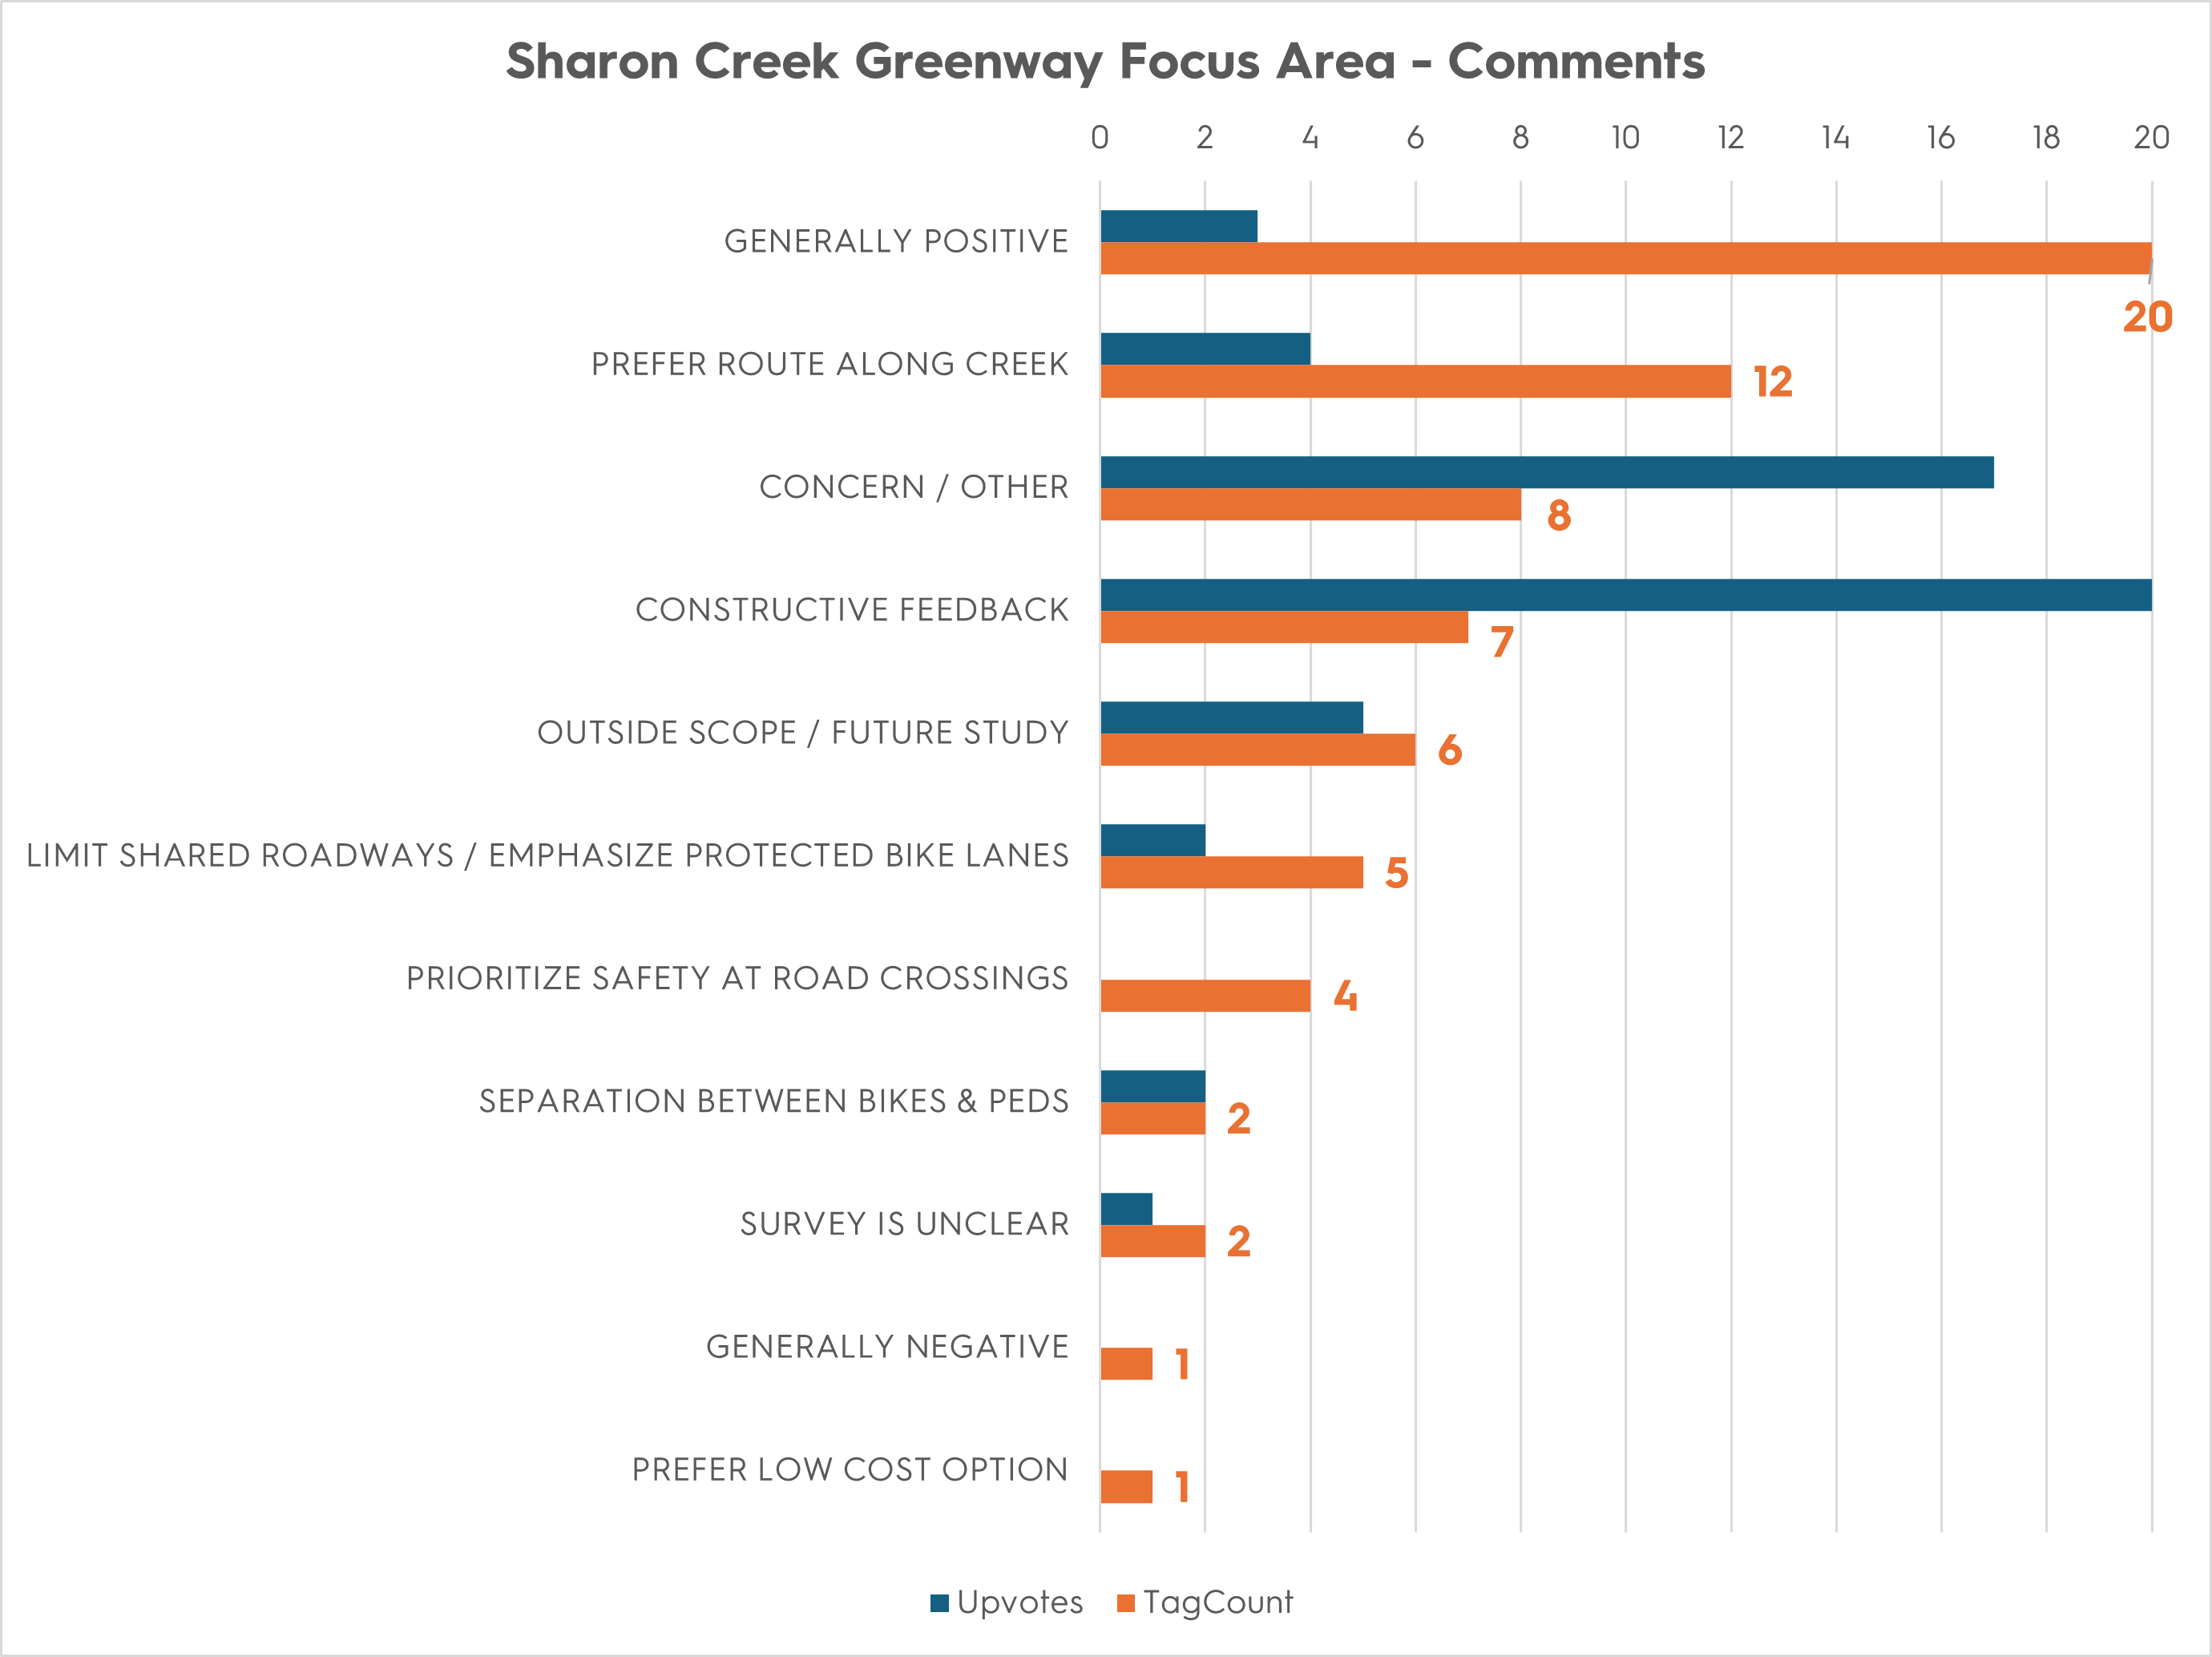 Sharon Creek Greenway Focus Area - Comments
0 2 4 6 8 10 12 14 16 18 20
GENERALLY POSITIVE
20
PREFER ROUTE ALONG CREEK
12
CONCERN / OTHER
8
CONSTRUCTIVE FEEDBACK
7
OUTSIDE SCOPE / FUTURE STUDY
6
LIMIT SHARED ROADWAYS / EMPHASIZE PROTECTED BIKE LANES
5
PRIORITIZE SAFETY AT ROAD CROSSINGS
4
SEPARATION BETWEEN BIKES & PEDS
2
SURVEY IS UNCLEAR
2
GENERALLY NEGATIVE
1
PREFER LOW COST OPTION
1
Upvotes TagCount